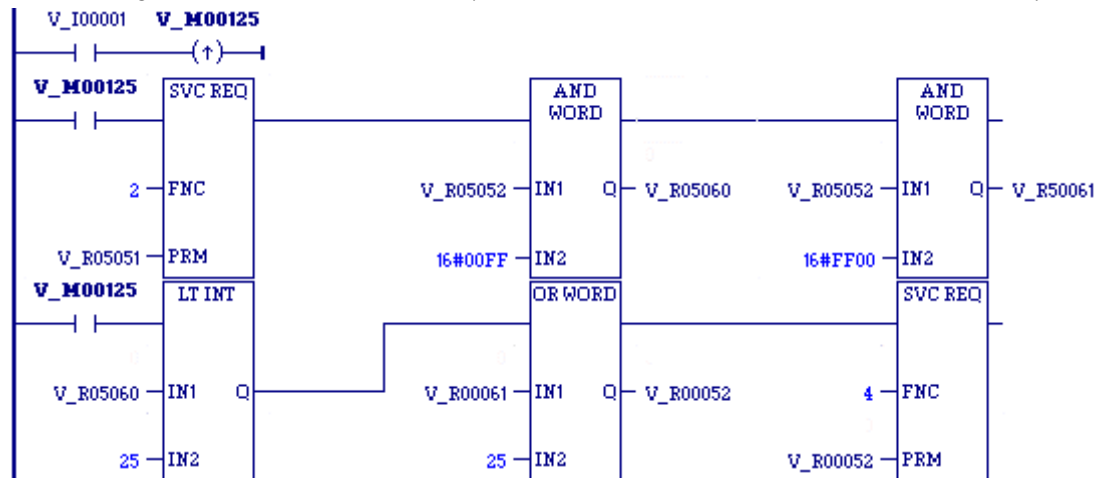 V_I00001 V_M00125
(↑)
V_M00125 SVC REQ AND WORD AND WORD
2 FNC V_R05052 IN1 Q V_R05060 V_R05052 IN1 Q V_R50061
V_R05051 PRM 16#00FF IN2 16#FF00 IN2
V_M00125 LT INT OR WORD SVC REQ
V_R05060 IN1 Q V_R00061 IN1 Q V_R00052 4 FNC
25 IN2 25 IN2 V_R00052 PRM